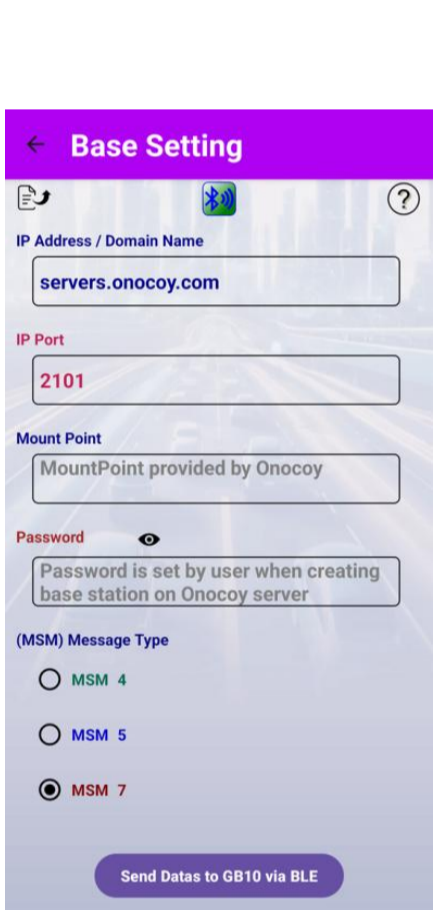 Base Setting
IP Address / Domain Name
servers.onocoy.com
IP Port
2101
Mount Point
MountPoint provided by Onocoy
Password
Password is set by user when creating
base station on Onocoy server
(MSM) Message Type
MSM 4
MSM 5
MSM 7
Send Datas to GB10 via BLE